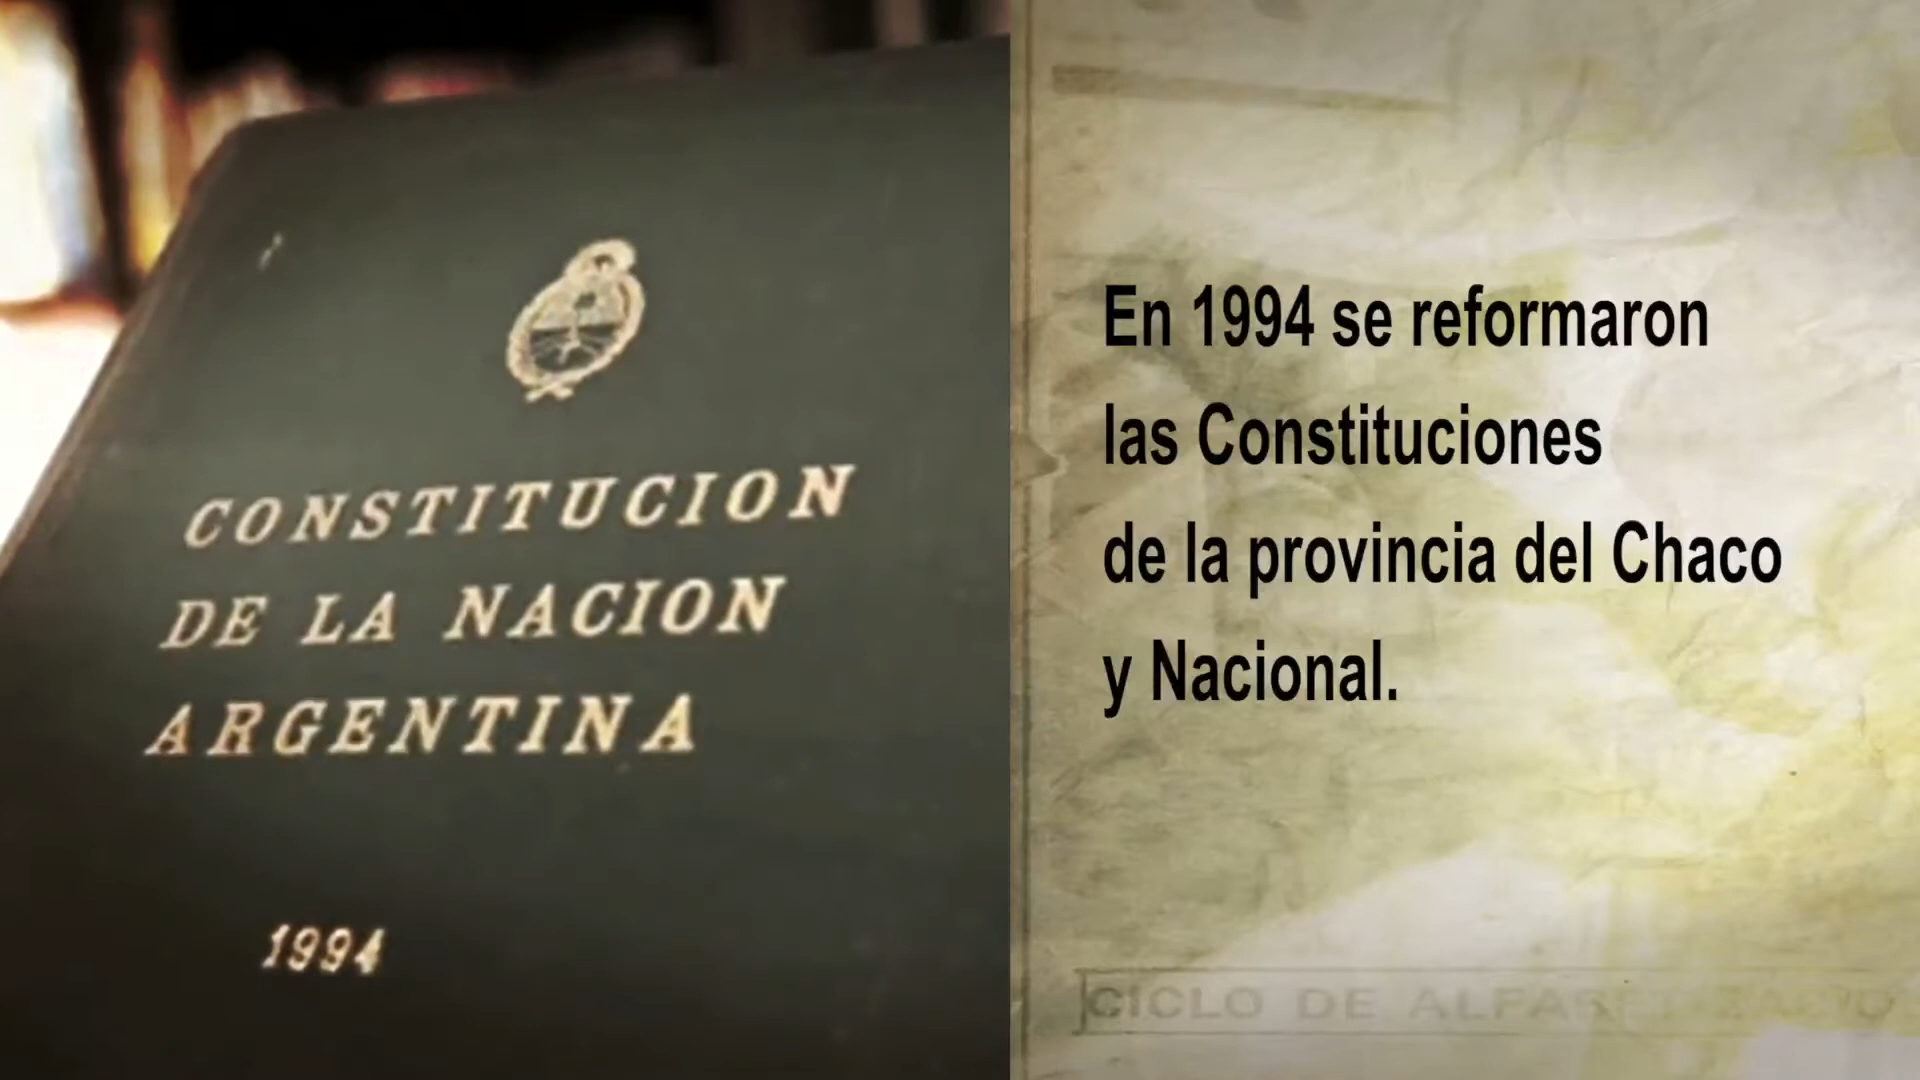 CONSTITUCION
DE LA NACION
ARGENTINA
1994
En 1994 se reformaron
las Constituciones
de la provincia del Chaco
y Nacional.
CICLO DE ALFABETIZACIO